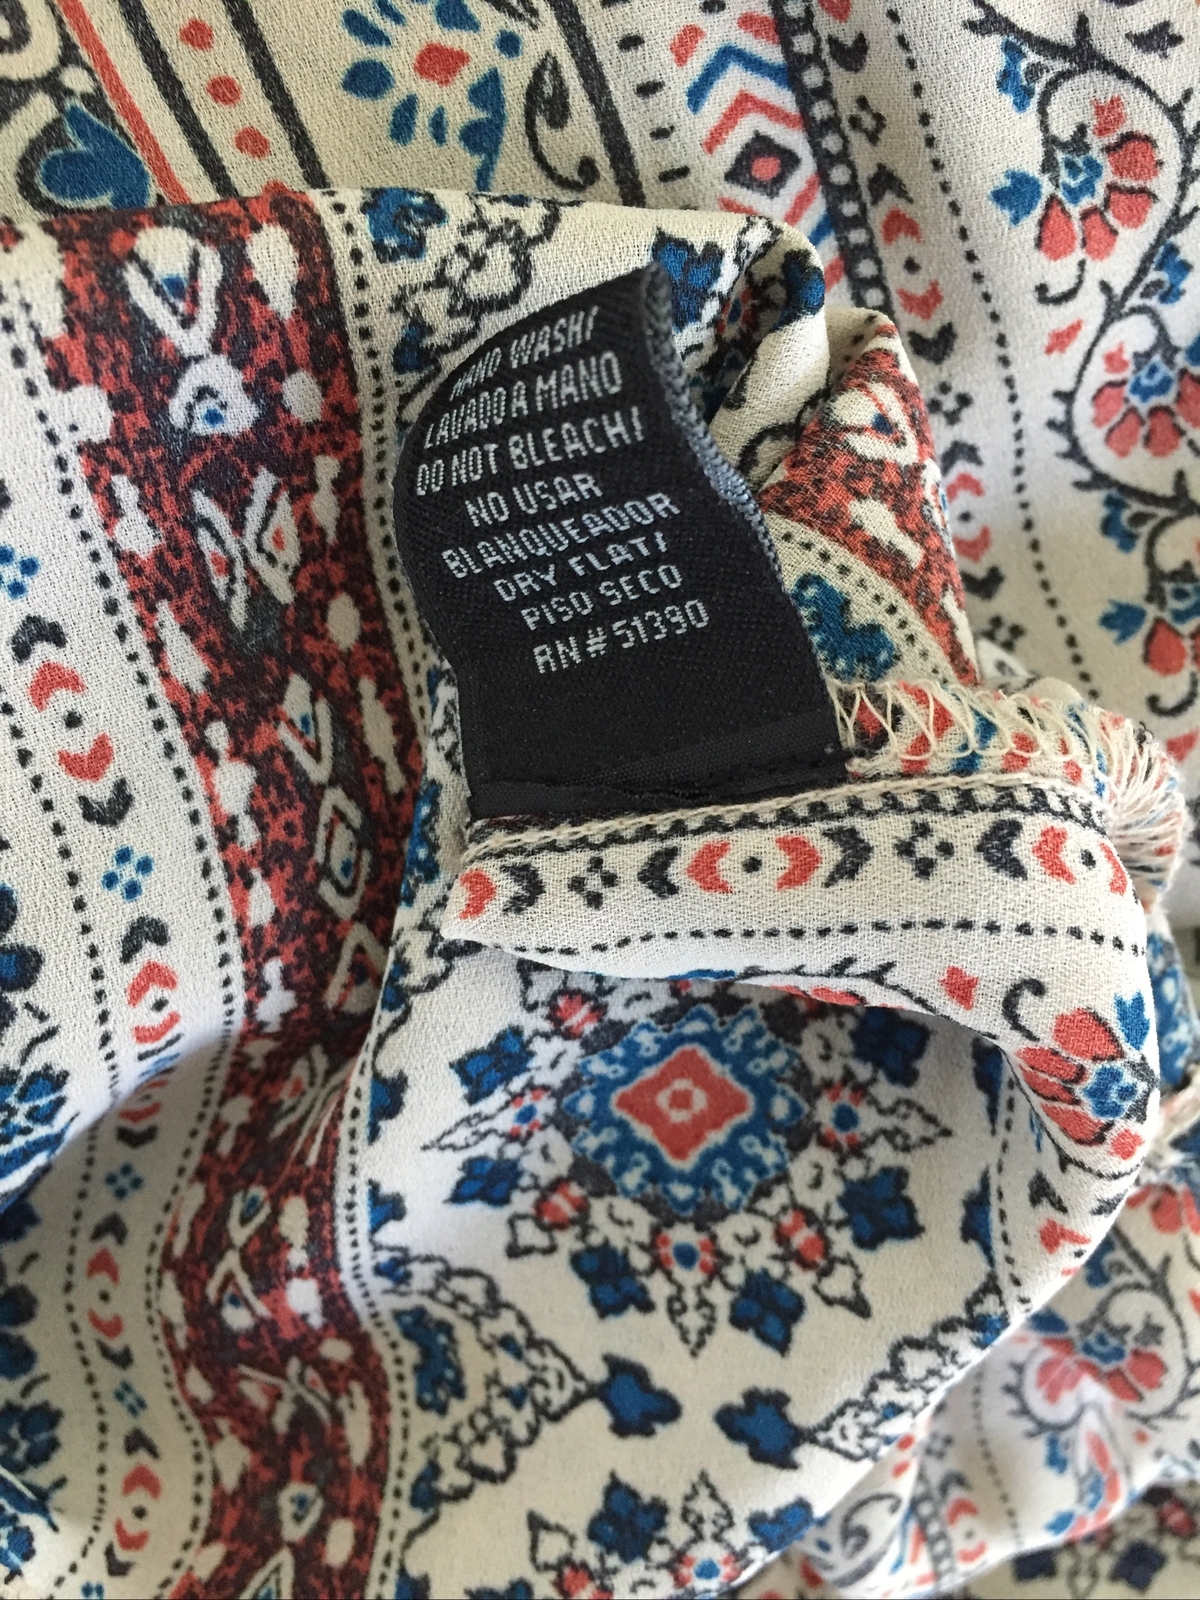 HAND WASH/
LAVADO A MANO
DO NOT BLEACH/
NO USAR
BLANQUEADOR
DRY FLAT/
PISO SECO
RN# 51390